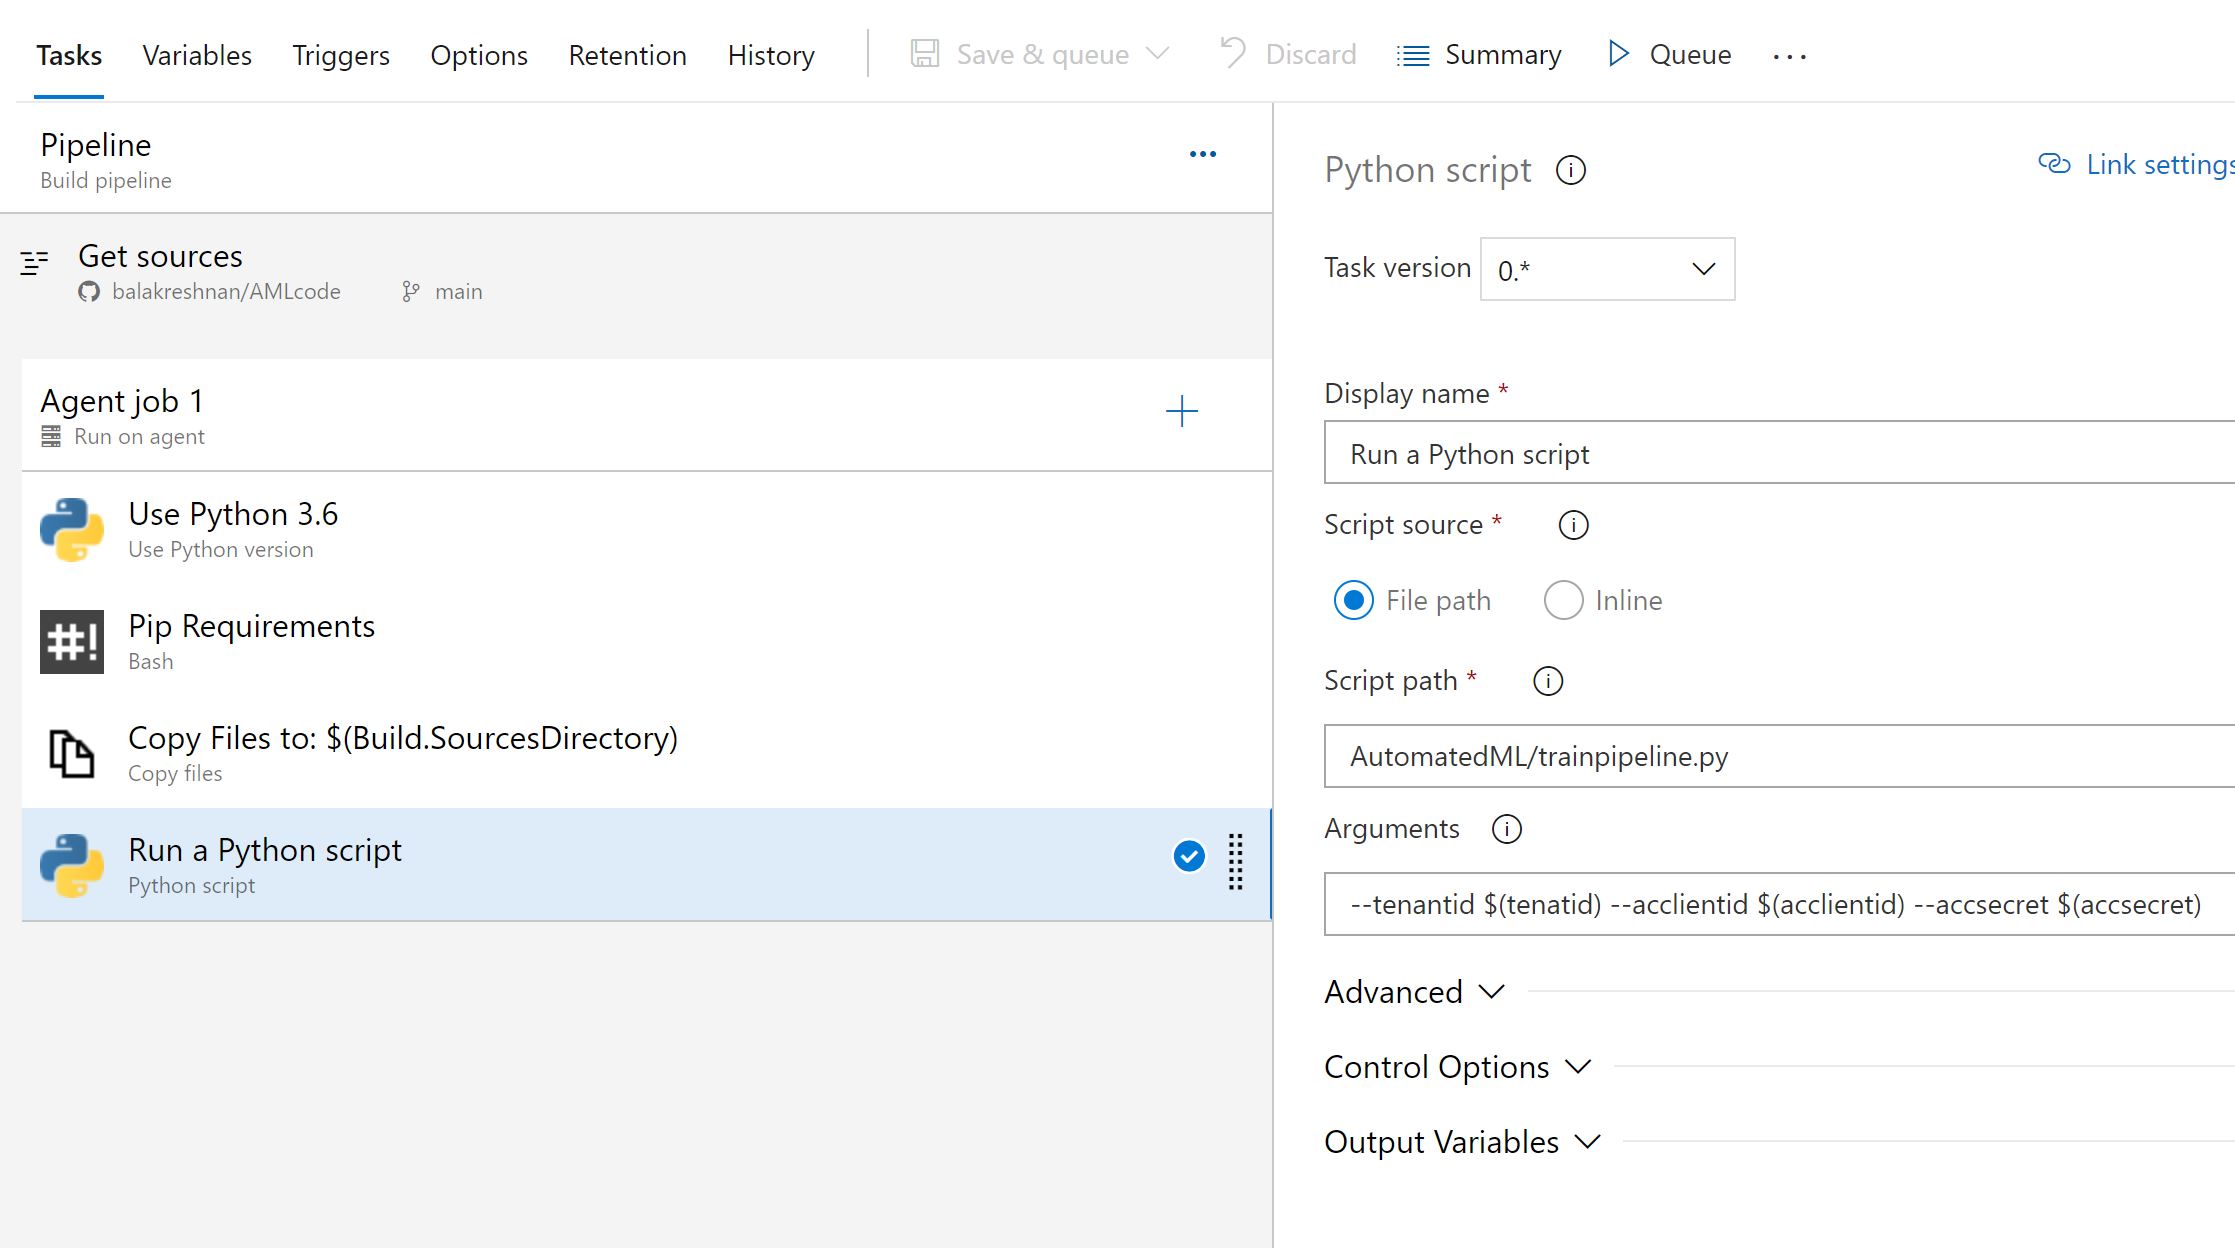 Tasks Variables Triggers Options Retention History Save & queue Discard Summary Queue ...
Pipeline
Build pipeline
Get sources
balakreshnan/AMLcode main
Agent job 1
Run on agent
Use Python 3.6
Use Python version
#!
Pip Requirements
Bash
Copy Files to: $(Build.SourcesDirectory)
Copy files
Run a Python script
Python script
Python script Link settings
Task version 0.*
Display name *
Run a Python script
Script source *
File path Inline
Script path *
AutomatedML/trainpipeline.py
Arguments
--tenantid $(tenatid) --acclientid $(acclientid) --accsecret $(accsecret)
Advanced
Control Options
Output Variables